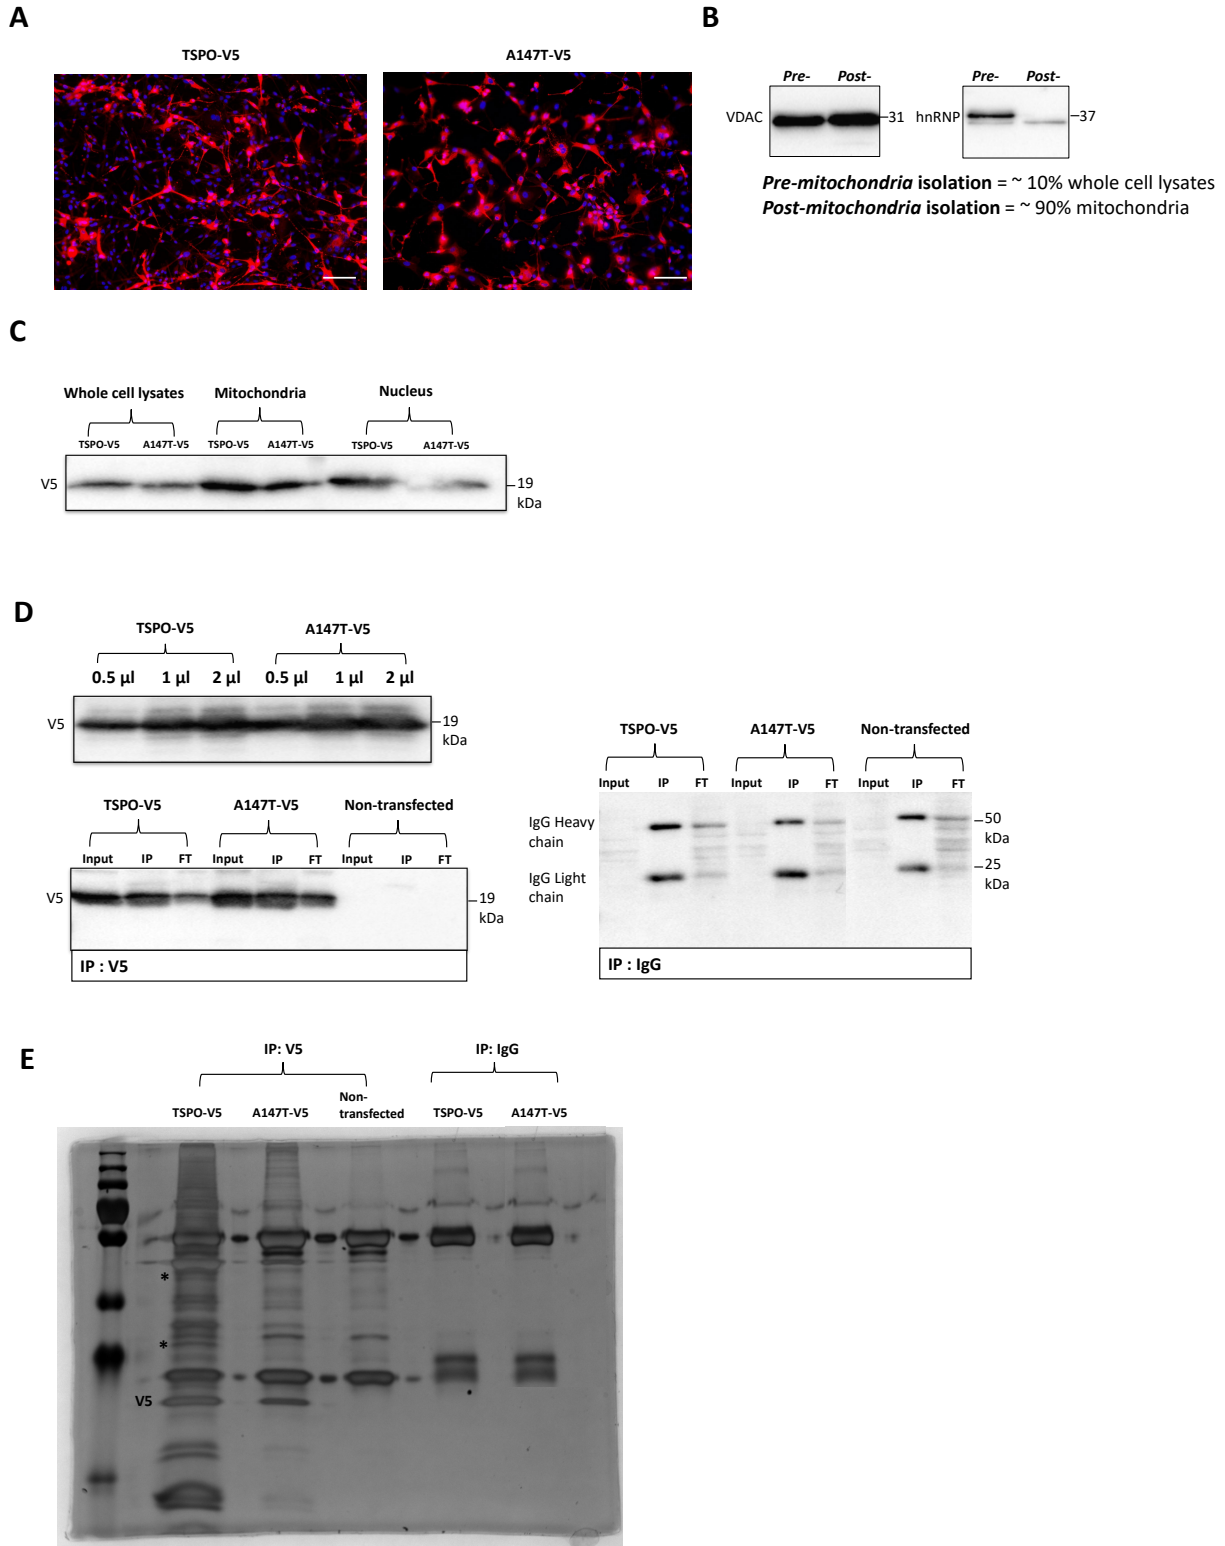 A
B
TSPO-V5 A147T-V5
Pre- Post- Pre- Post-
VDAC 31 hnRNP 37
Pre-mitochondria isolation = ~ 10% whole cell lysates
Post-mitochondria isolation = ~ 90% mitochondria
C
Whole cell lysates Mitochondria Nucleus
TSPO-V5 A147T-V5 TSPO-V5 A147T-V5 TSPO-V5 A147T-V5
V5 19
kDa
D
TSPO-V5 A147T-V5
0.5 µl 1 µl 2 µl 0.5 µl 1 µl 2 µl
V5 19
kDa
TSPO-V5 A147T-V5 Non-transfected
Input IP FT Input IP FT Input IP FT
V5 19
kDa
IP : V5
TSPO-V5 A147T-V5 Non-transfected
Input IP FT Input IP FT Input IP FT
IgG Heavy
chain
50
kDa
IgG Light
chain
25
kDa
IP : IgG
E
IP: V5 IP: IgG
TSPO-V5 A147T-V5 Non-
transfected TSPO-V5 A147T-V5
*
*
V5